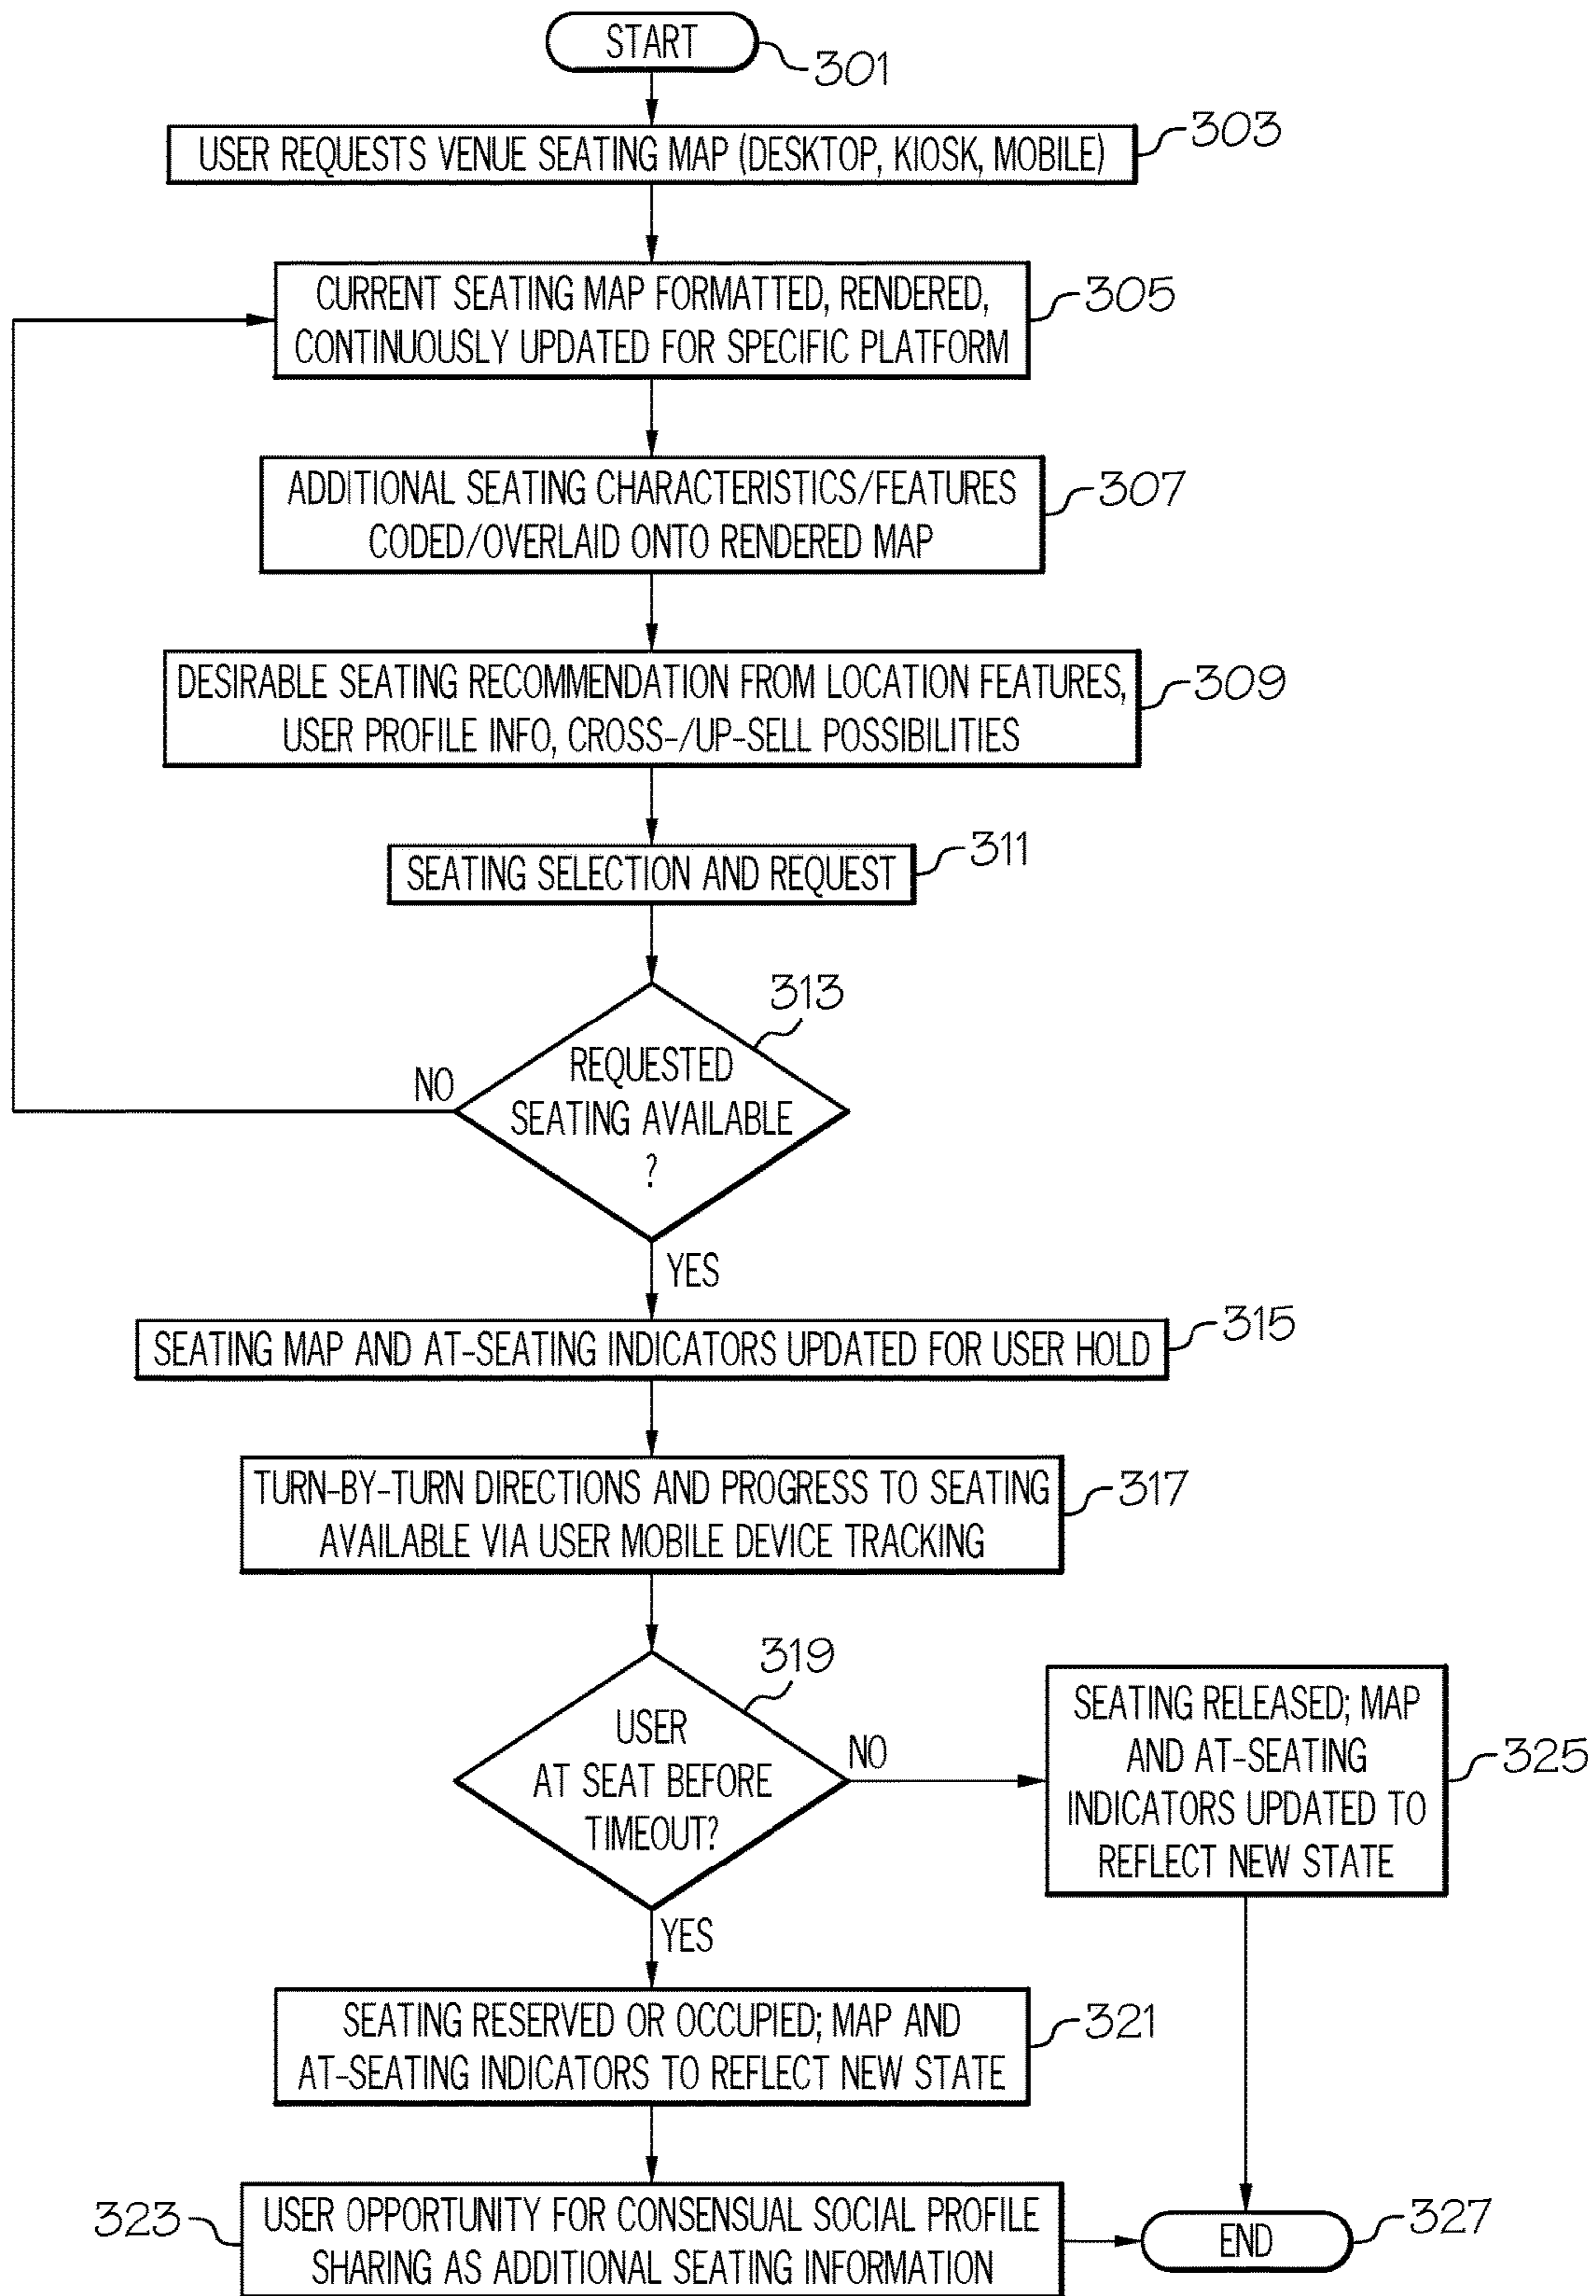 START
301
USER REQUESTS VENUE SEATING MAP (DESKTOP, KIOSK, MOBILE)
303
CURRENT SEATING MAP FORMATTED, RENDERED,
CONTINUOUSLY UPDATED FOR SPECIFIC PLATFORM
305
ADDITIONAL SEATING CHARACTERISTICS/FEATURES
CODED/OVERLAID ONTO RENDERED MAP
307
DESIRABLE SEATING RECOMMENDATION FROM LOCATION FEATURES,
USER PROFILE INFO, CROSS-/UP-SELL POSSIBILITIES
309
SEATING SELECTION AND REQUEST
311
313
REQUESTED
SEATING AVAILABLE
?
NO
YES
SEATING MAP AND AT-SEATING INDICATORS UPDATED FOR USER HOLD
315
TURN-BY-TURN DIRECTIONS AND PROGRESS TO SEATING
AVAILABLE VIA USER MOBILE DEVICE TRACKING
317
319
USER
AT SEAT BEFORE
TIMEOUT?
NO
SEATING RELEASED; MAP
AND AT-SEATING
INDICATORS UPDATED TO
REFLECT NEW STATE
325
YES
SEATING RESERVED OR OCCUPIED; MAP AND
AT-SEATING INDICATORS TO REFLECT NEW STATE
321
323
USER OPPORTUNITY FOR CONSENSUAL SOCIAL PROFILE
SHARING AS ADDITIONAL SEATING INFORMATION
END
327